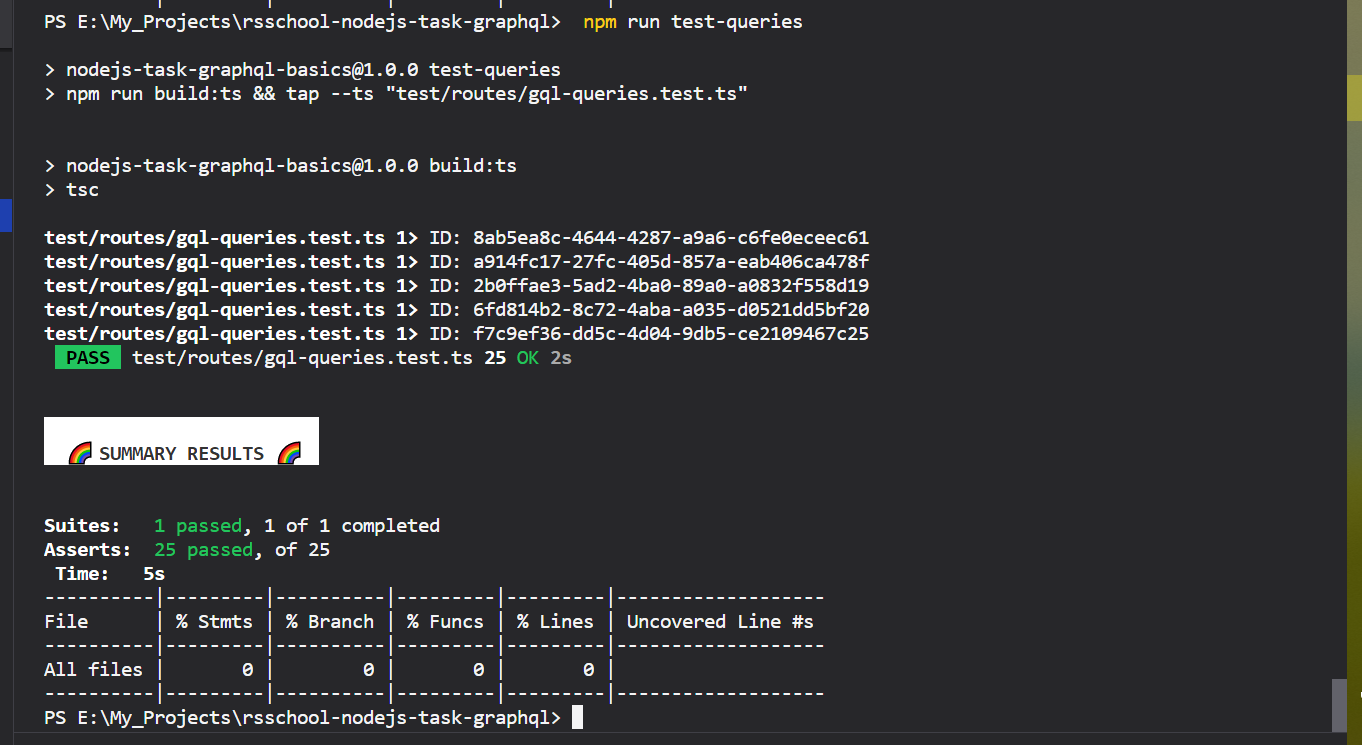 PS E:\My_Projects\rsschool-nodejs-task-graphql>  npm run test-queries
> nodejs-task-graphql-basics@1.0.0 test-queries
> npm run build:ts && tap --ts "test/routes/gql-queries.test.ts"
> nodejs-task-graphql-basics@1.0.0 build:ts
> tsc
test/routes/gql-queries.test.ts 1> ID: 8ab5ea8c-4644-4287-a9a6-c6fe0eceec61
test/routes/gql-queries.test.ts 1> ID: a914fc17-27fc-405d-857a-eab406ca478f
test/routes/gql-queries.test.ts 1> ID: 2b0ffae3-5ad2-4ba0-89a0-a0832f558d19
test/routes/gql-queries.test.ts 1> ID: 6fd814b2-8c72-4aba-a035-d0521dd5bf20
test/routes/gql-queries.test.ts 1> ID: f7c9ef36-dd5c-4d04-9db5-ce2109467c25
 PASS  test/routes/gql-queries.test.ts 25 OK 2s
🌈 SUMMARY RESULTS 🌈
Suites:   1 passed, 1 of 1 completed
Asserts:  25 passed, of 25
 Time:   5s
----------|---------|----------|---------|---------|-------------------
File      | % Stmts | % Branch | % Funcs | % Lines | Uncovered Line #s
----------|---------|----------|---------|---------|-------------------
All files |       0 |        0 |       0 |       0 |
----------|---------|----------|---------|---------|-------------------
PS E:\My_Projects\rsschool-nodejs-task-graphql>